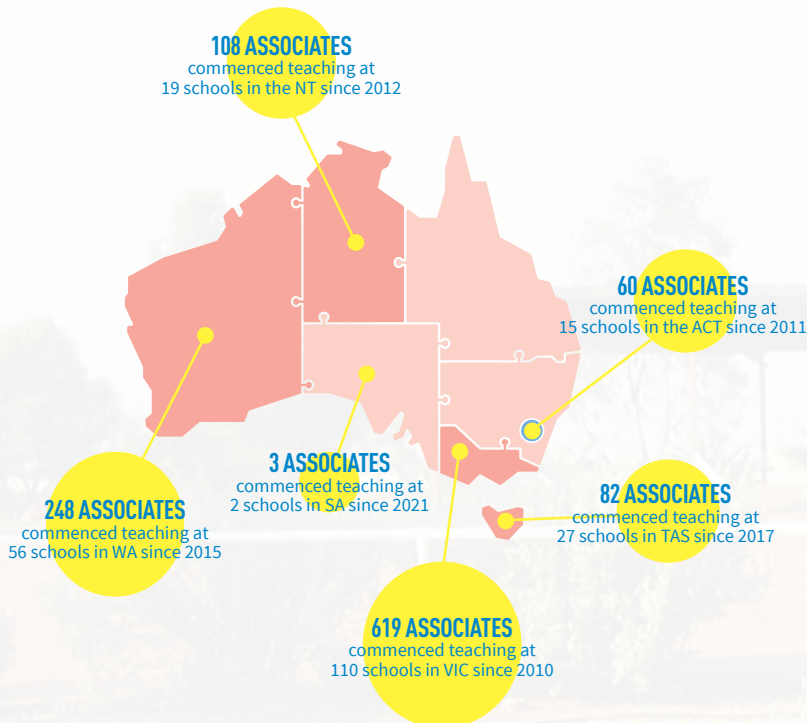 108 ASSOCIATES
commenced teaching at
19 schools in the NT since 2012
60 ASSOCIATES
commenced teaching at
15 schools in the ACT since 2011
3 ASSOCIATES
commenced teaching at
2 schools in SA since 2021
248 ASSOCIATES
commenced teaching at
56 schools in WA since 2015
82 ASSOCIATES
commenced teaching at
27 schools in TAS since 2017
619 ASSOCIATES
commenced teaching at
110 schools in VIC since 2010